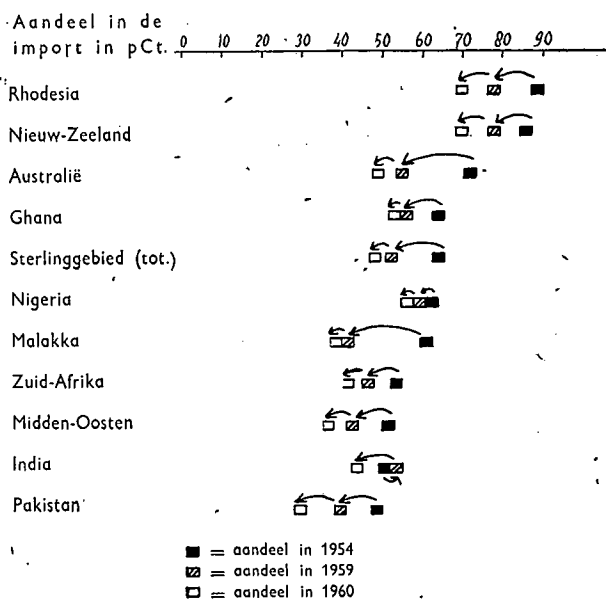 Aandeel in de
import in pCt.
0 10 20 30 40 50 60 70 80 90
Rhodesia
Nieuw-Zeeland
Australië
Ghana
Sterlinggebied (tot.)
Nigeria
Malakka
Zuid-Afrika
Midden-Oosten
India
Pakistan
= aandeel in 1954
= aandeel in 1959
= aandeel in 1960